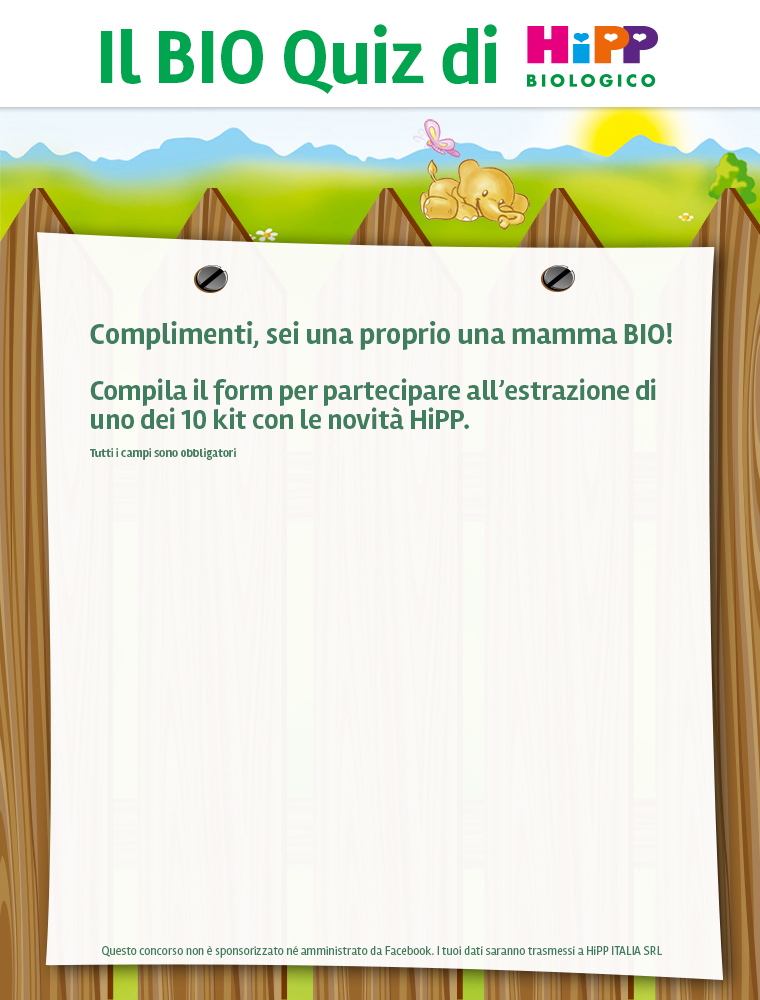 Il BIO Quiz di HiPP
BIOLOGICO
Complimenti, sei una proprio una mamma BIO!
Compila il form per partecipare all’estrazione di
uno dei 10 kit con le novità HiPP.
Tutti i campi sono obbligatori
Questo concorso non è sponsorizzato né amministrato da Facebook. I tuoi dati saranno trasmessi a HiPP ITALIA SRL